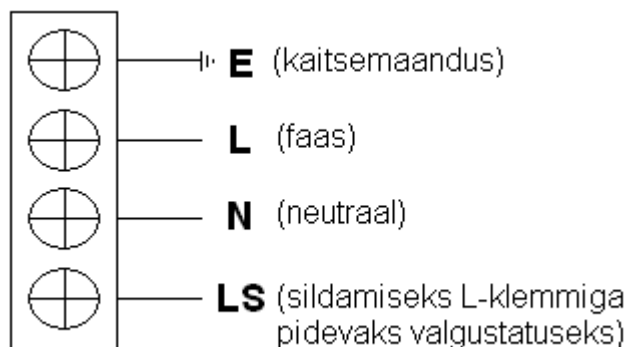 E (kaitsemaandus)
L (faas)
N (neutraal)
LS (sildamiseks L-klemmiga
pidevaks valgustatuseks)